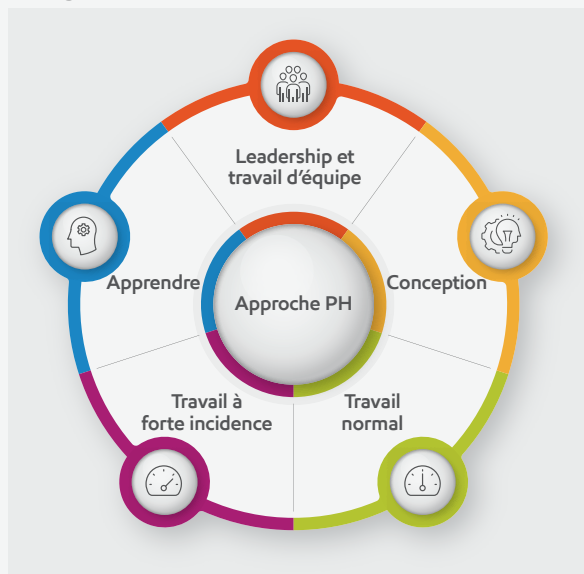 Leadership et
travail d'équipe
Apprendre
Approche PH
Conception
Travail à
forte incidence
Travail
normal